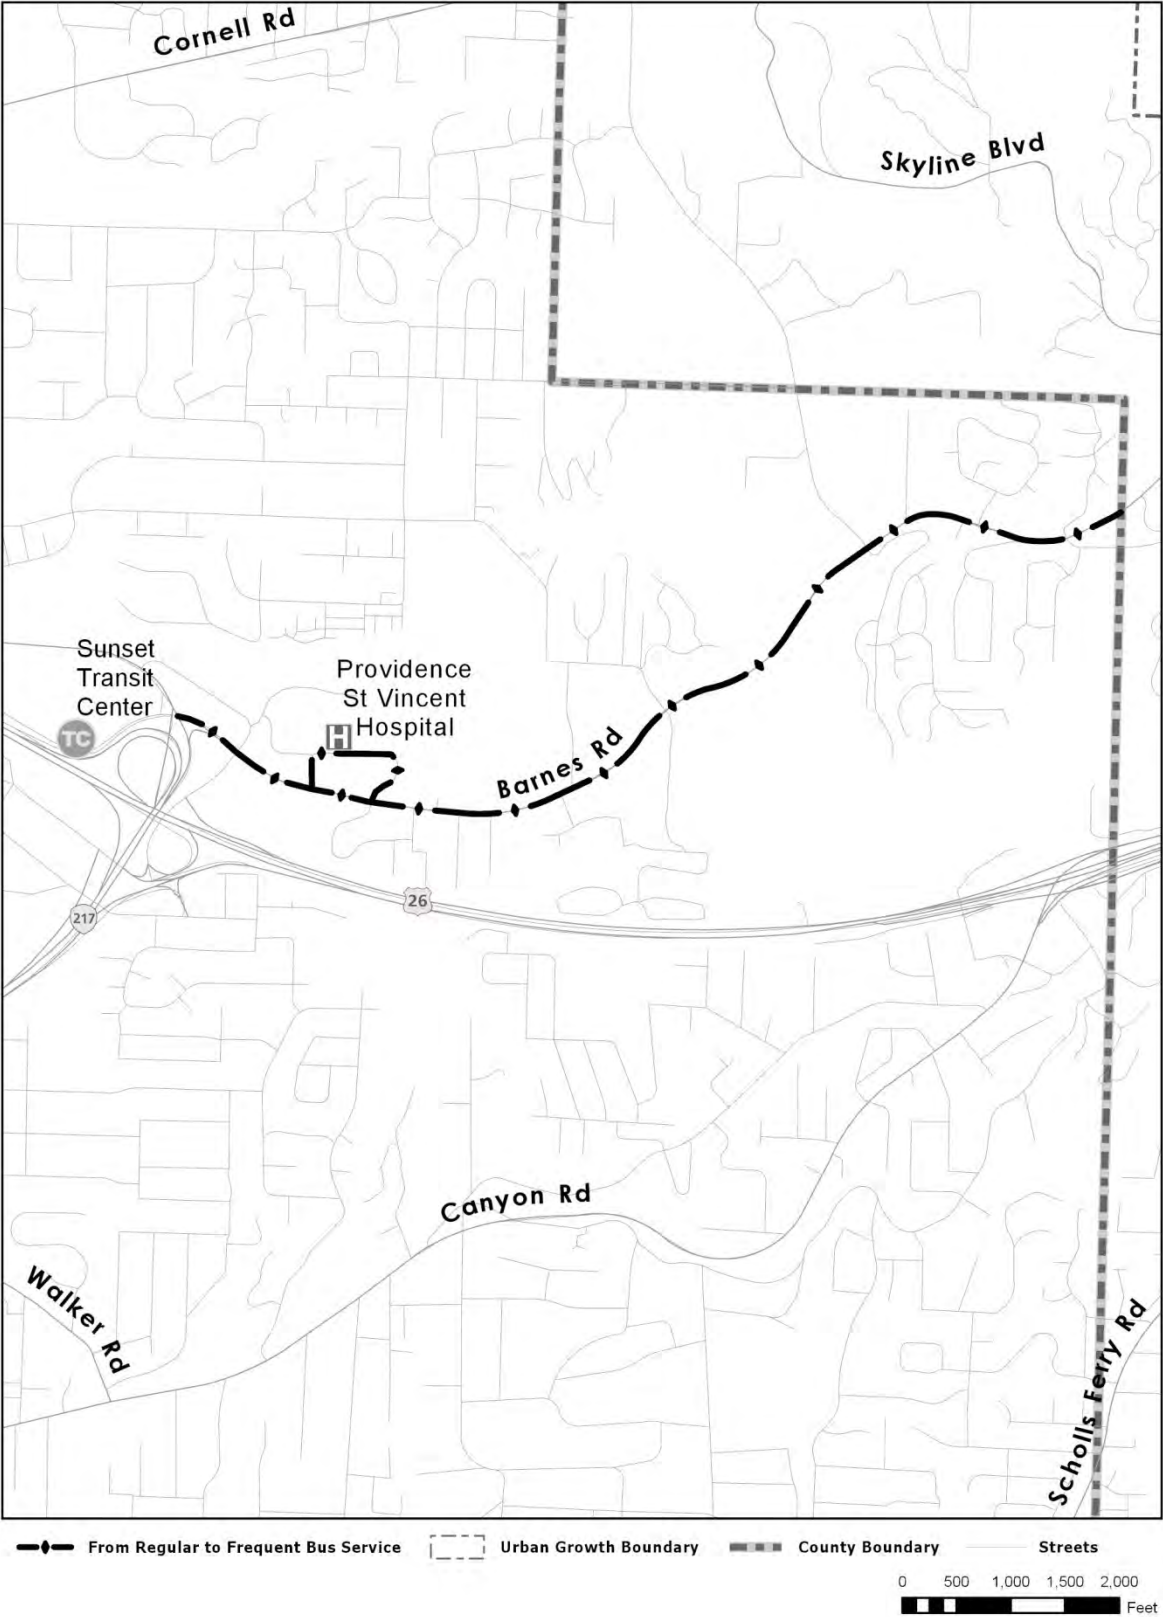 Cornell Rd
Skyline Blvd
Sunset
Transit
Center
TC
Providence
St Vincent
Hospital
H
Barnes Rd
26
217
Canyon Rd
Walker Rd
Scholls Ferry Rd
From Regular to Frequent Bus Service
Urban Growth Boundary
County Boundary
Streets
0 500 1,000 1,500 2,000
Feet